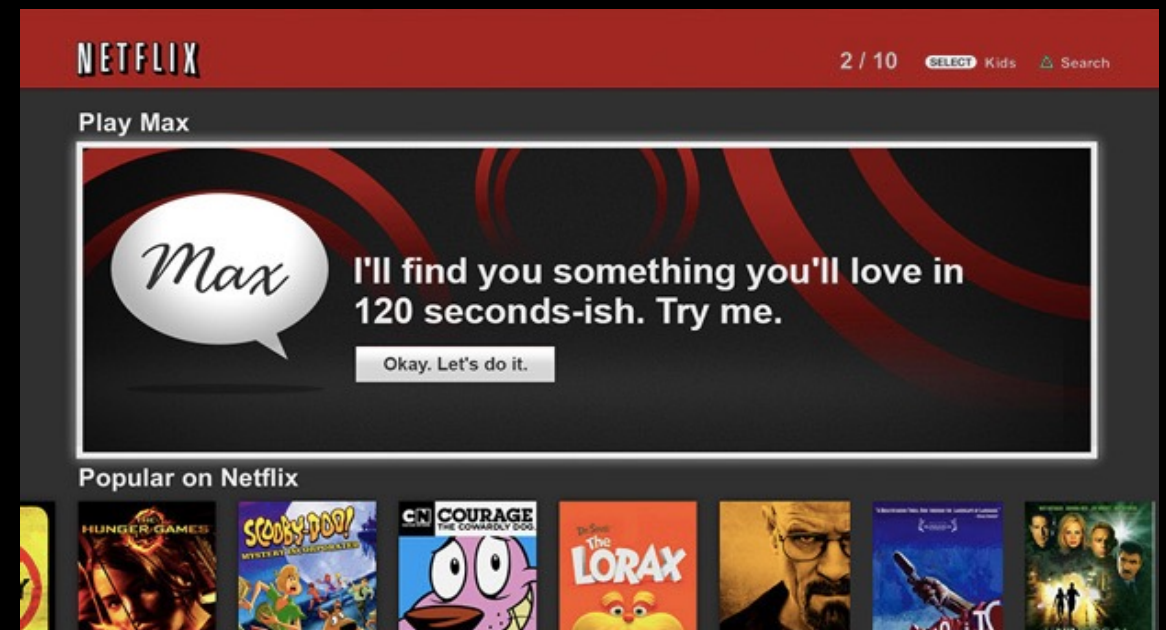 NETFLIX
2 / 10 SELECT Kids Search
Play Max
Max
I'll find you something you'll love in
120 seconds-ish. Try me.
Okay. Let's do it.
Popular on Netflix
THE
HUNGER GAMES
SCOOBY-DOO!
MYSTERY INCORPORATED
CN COURAGE
THE COWARDLY DOG
Dr. Seuss'
The
LORAX